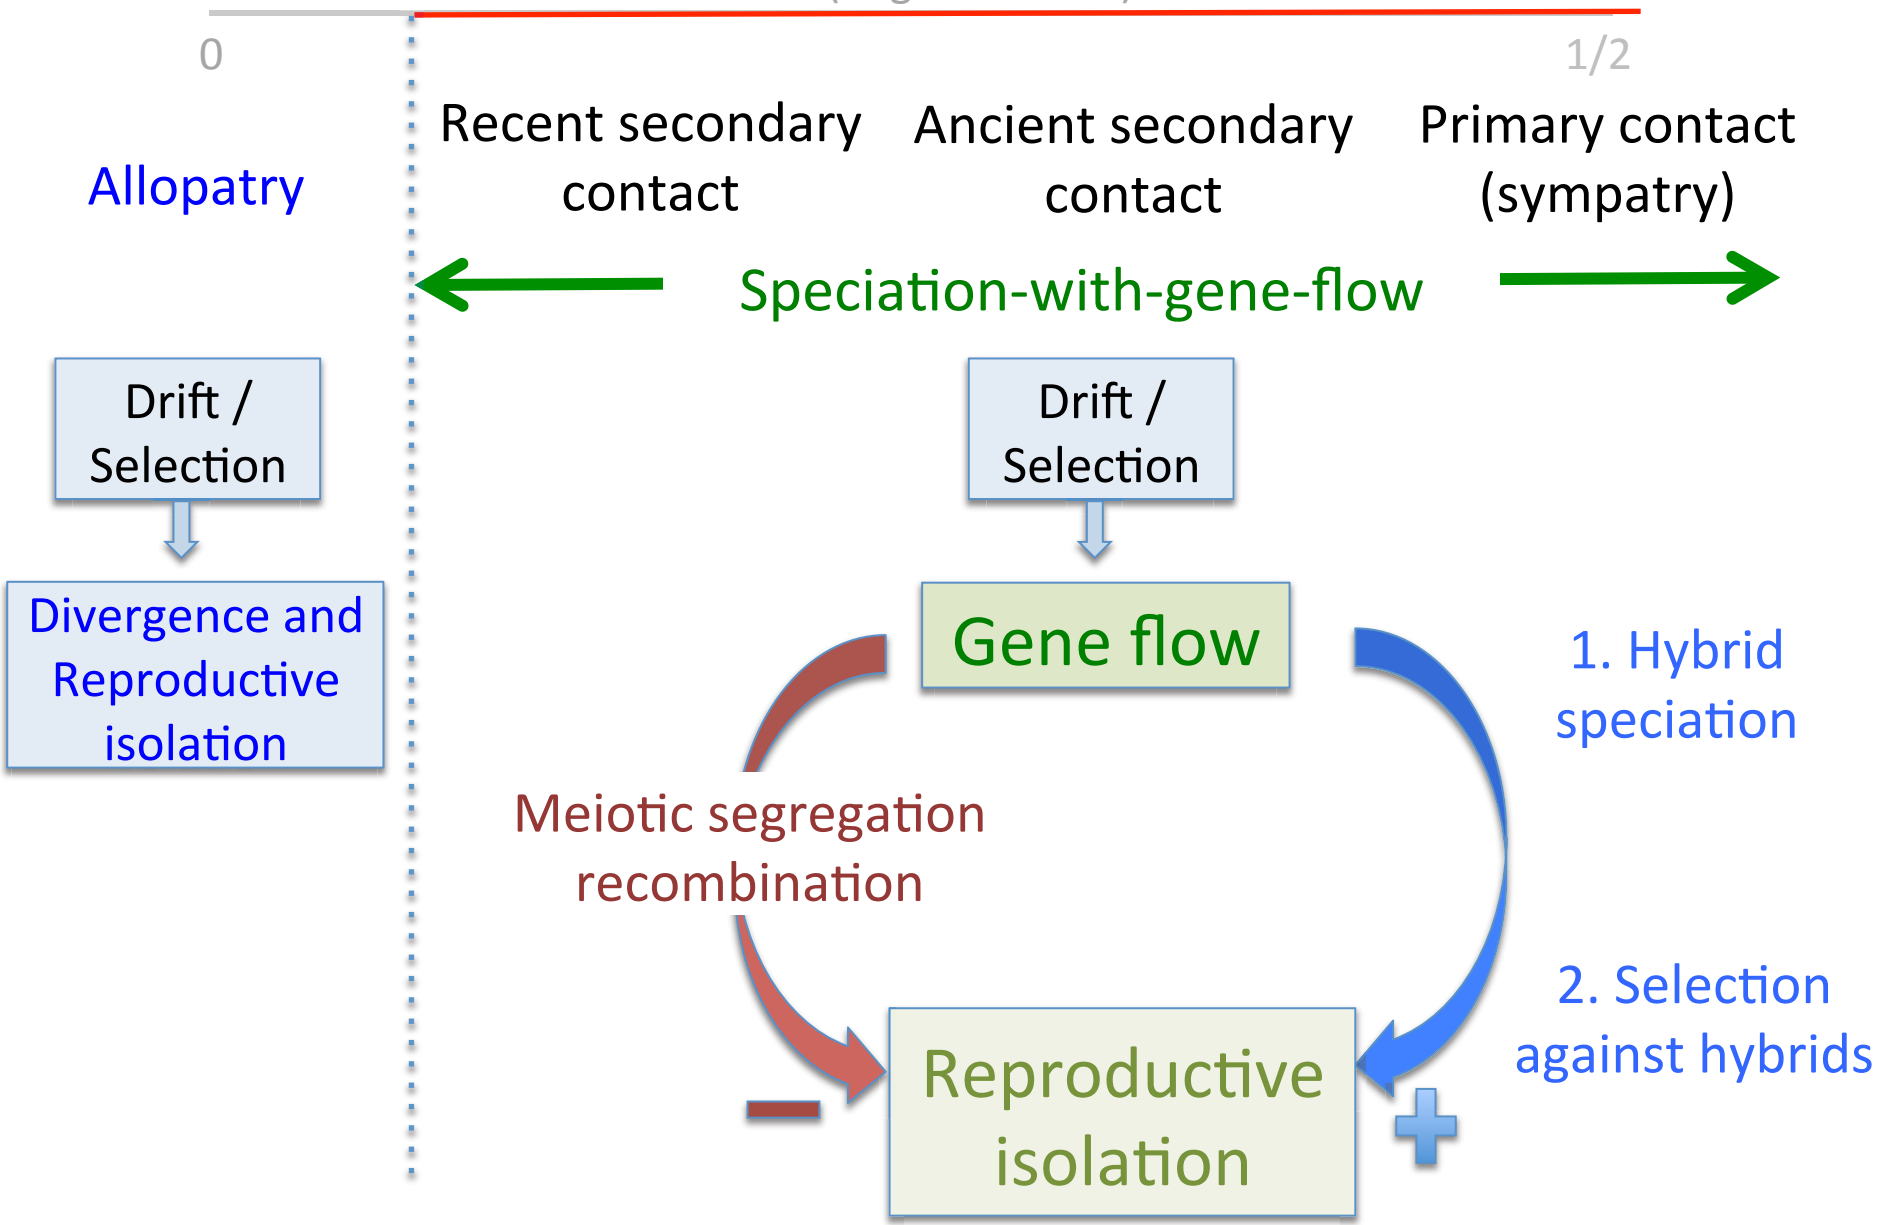 0
1/2
Allopatry
Recent secondary
contact
Ancient secondary
contact
Primary contact
(sympatry)
Speciation-with-gene-flow
Drift /
Selection
Divergence and
Reproductive
isolation
Drift /
Selection
Gene flow
Meiotic segregation
recombination
1. Hybrid
speciation
2. Selection
against hybrids
Reproductive
isolation